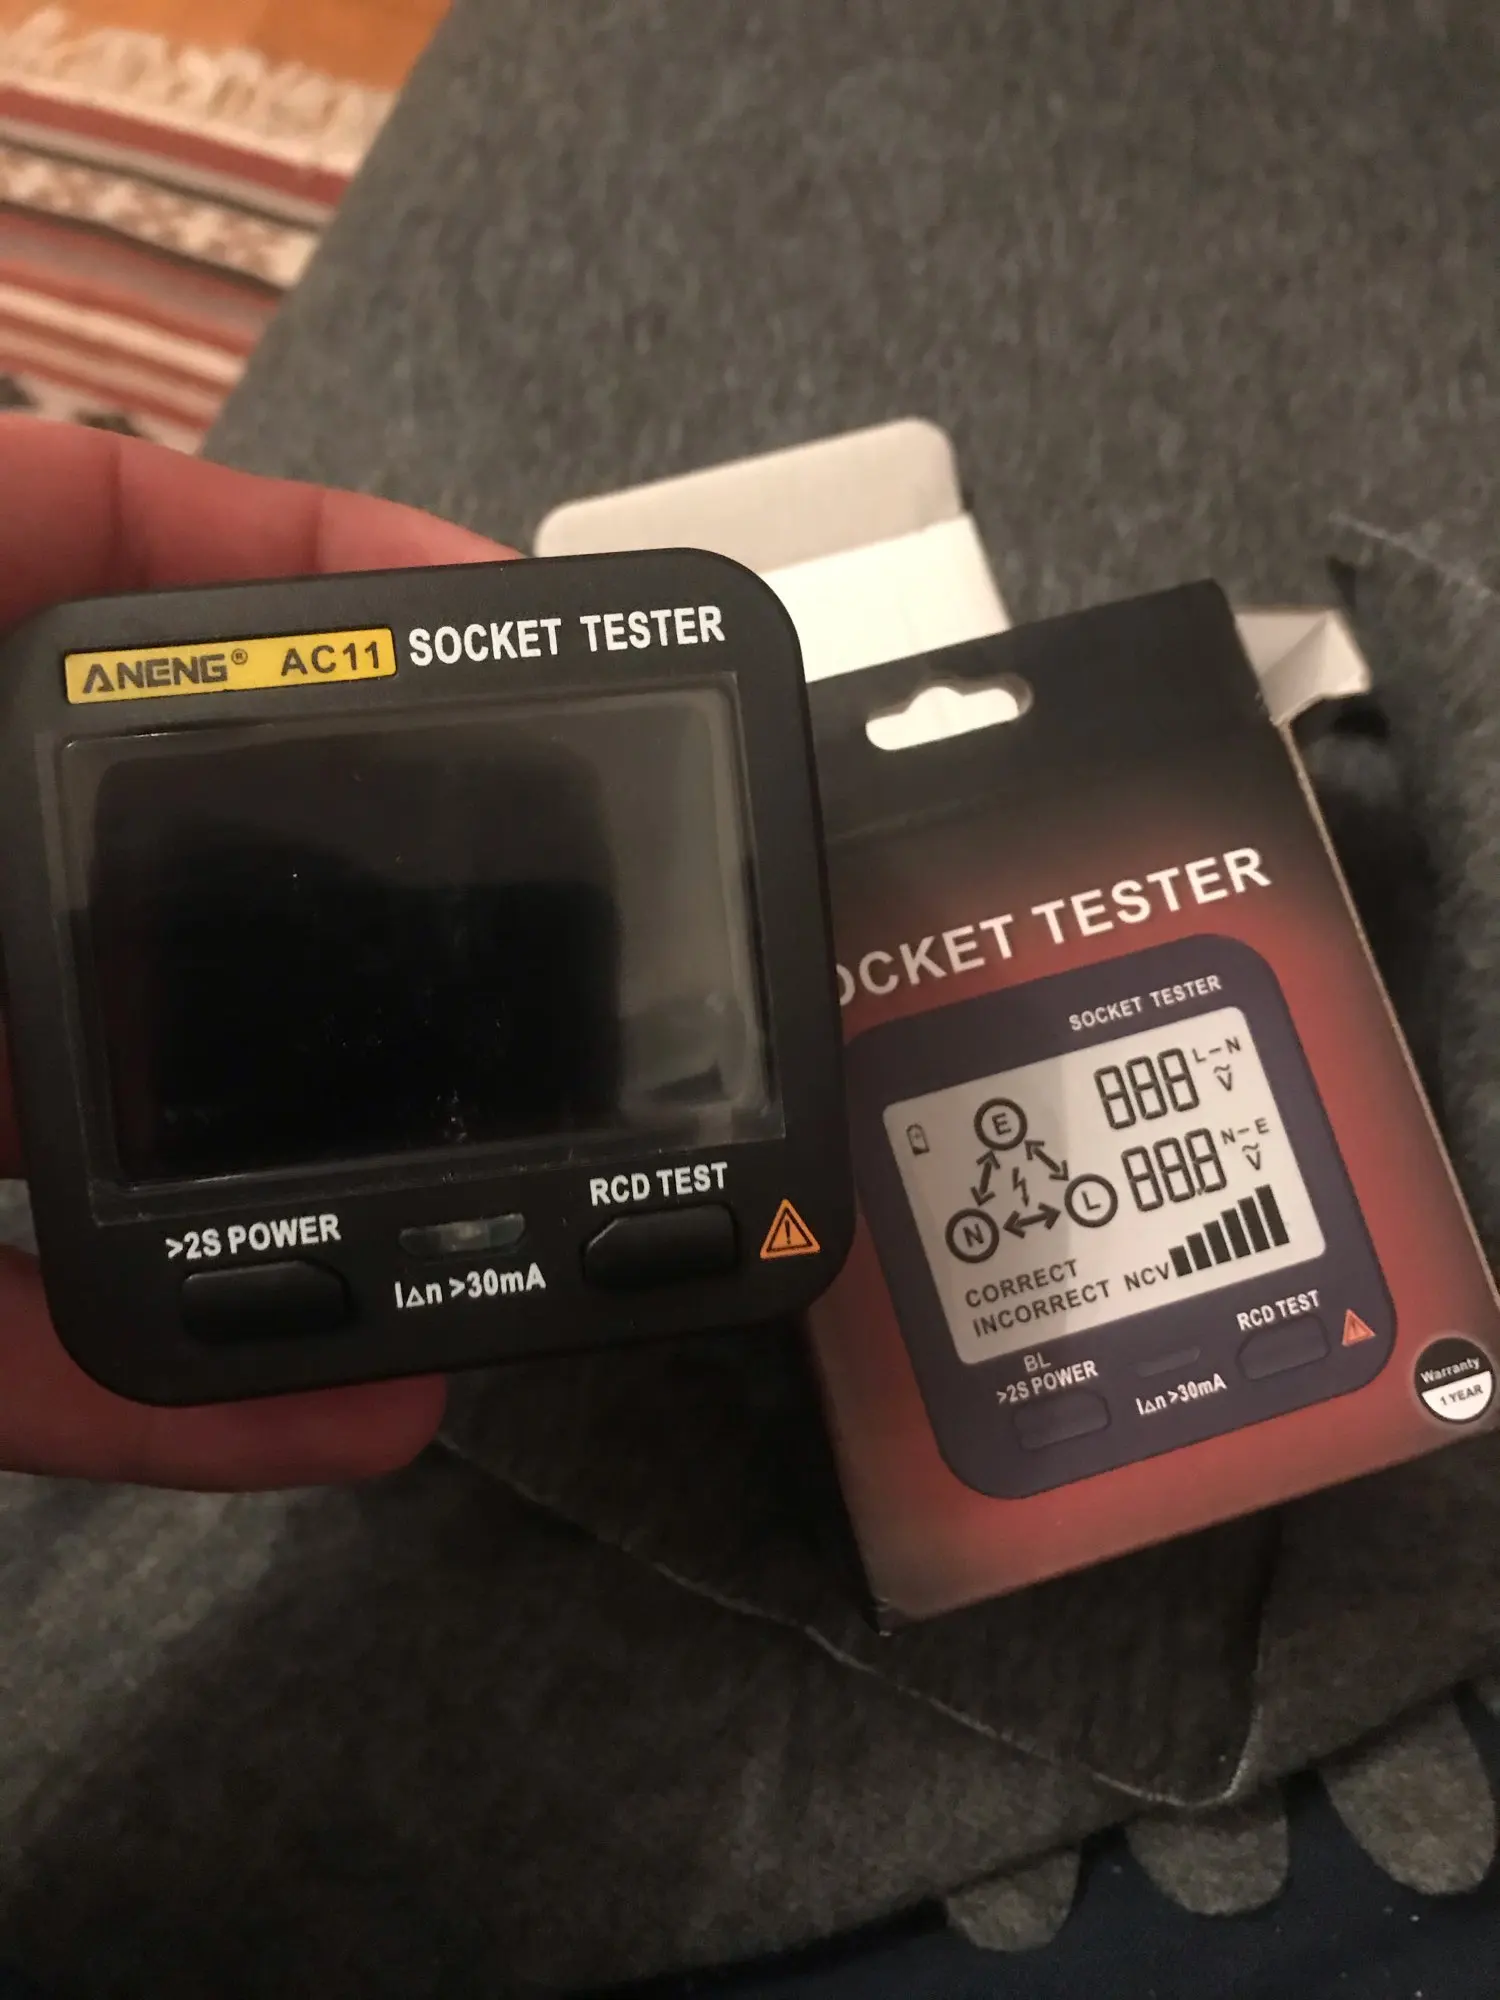 ANENG® AC11 SOCKET TESTER
>2S POWER
I△n >30mA
RCD TEST
OCKET TESTER
SOCKET TESTER
E
N
L
888 L-N
V
888 N-E
V
CORRECT
INCORRECT
NCV
BL
>2S POWER
I△n >30mA
RCD TEST
Warranty
1 YEAR